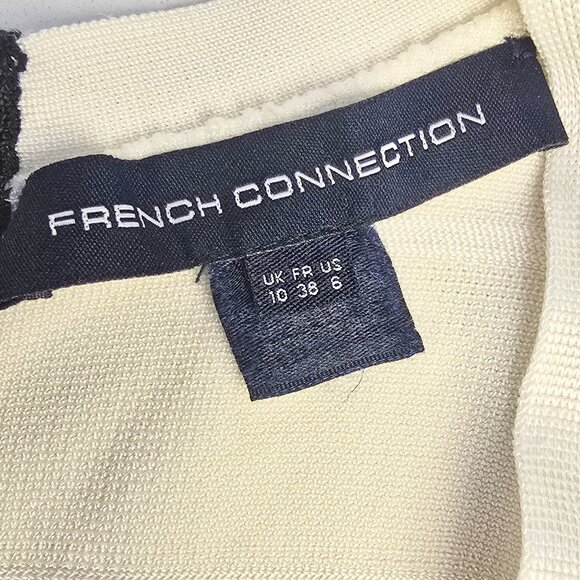 FRENCH CONNECTION
UK FR US
10 38 6